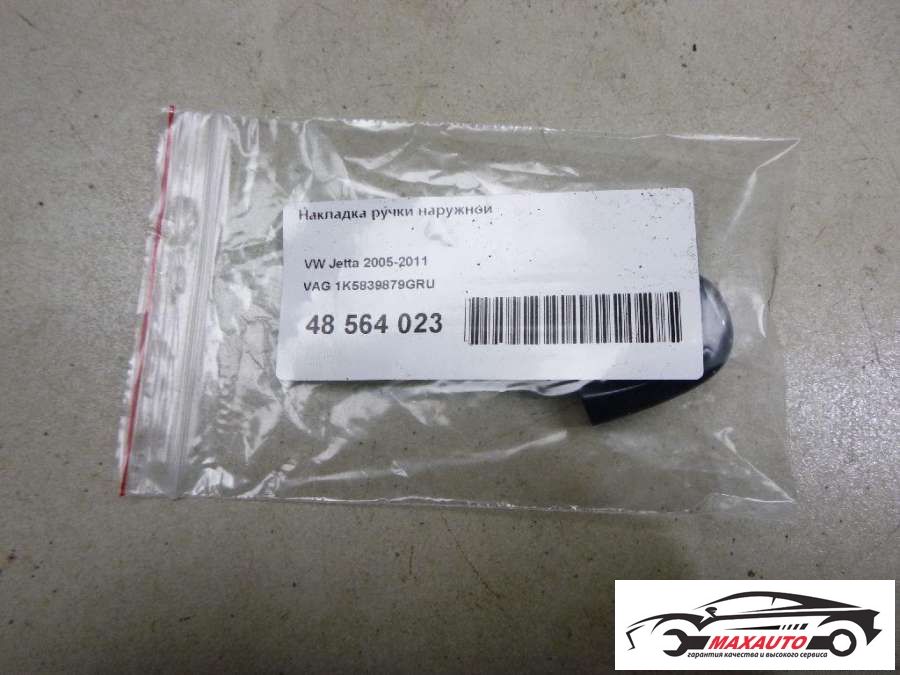 Накладка ручки наружной
VW Jetta 2005-2011
VAG 1K5839879GRU
48 564 023
MAXAUTO
гарантия качества и высокого сервиса